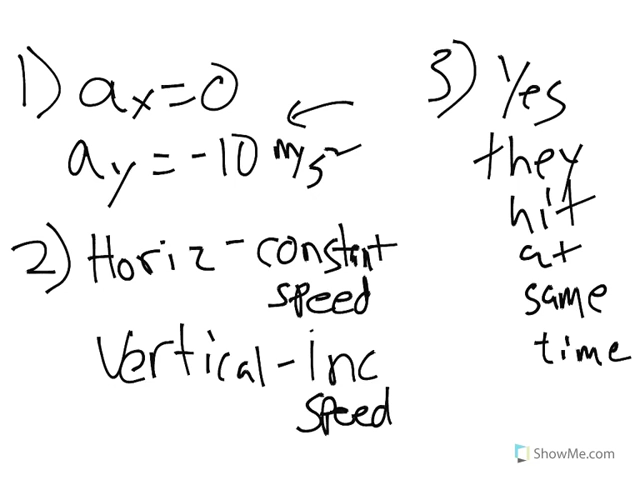 1) ax = 0
ay = -10 m/s²
2) Horiz - constant
speed
Vertical - inc
speed
3) Yes
they
hit
at
same
time
ShowMe.com